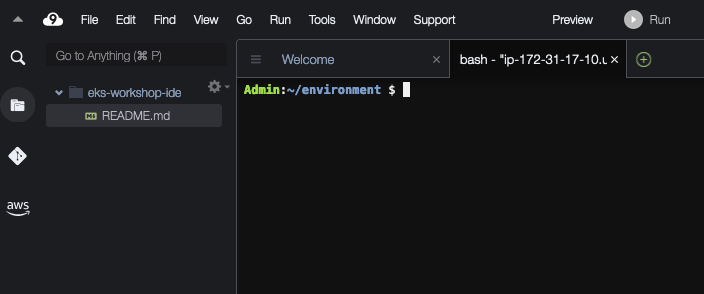 9 File Edit Find View Go Run Tools Window Support Preview Run
Go to Anything (⌘ P)
Welcome × bash - "ip-172-31-17-10.u ×
eks-workshop-ide
README.md
Admin:~/environment $
aws